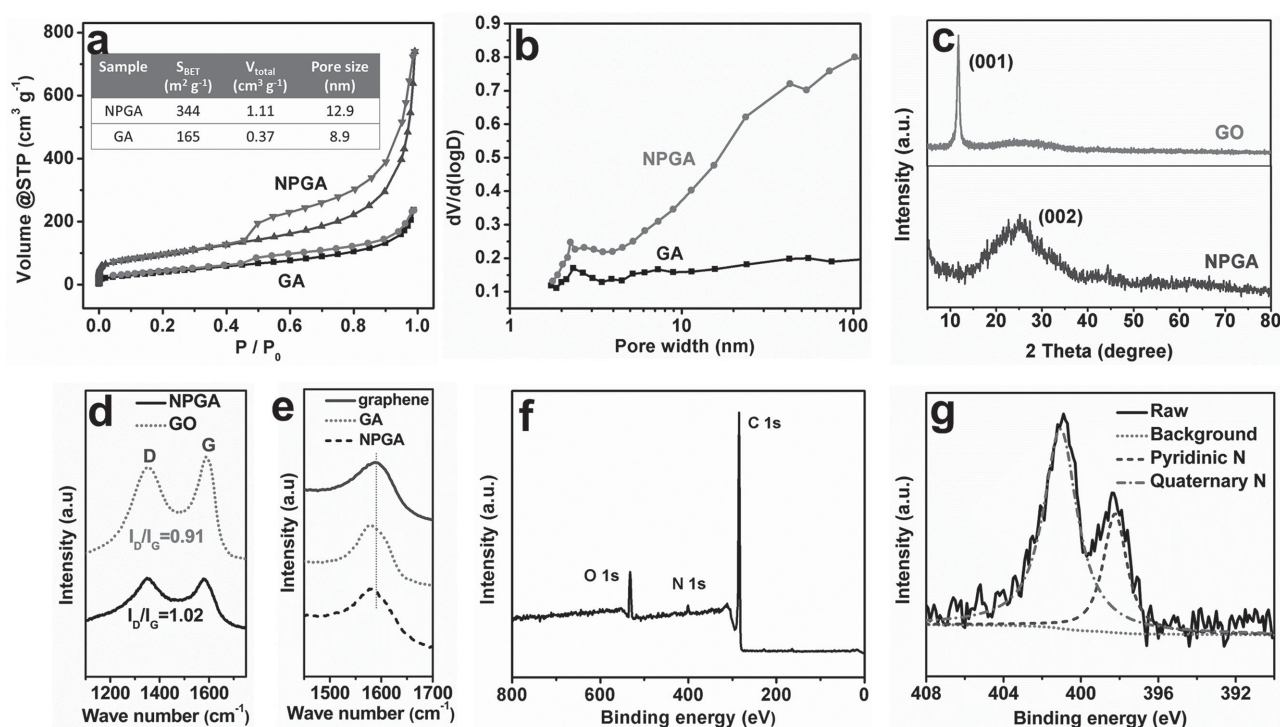 a
Sample S_BET (m² g⁻¹) V_total (cm³ g⁻¹) Pore size (nm)
NPGA 344 1.11 12.9
GA 165 0.37 8.9
NPGA
GA
Volume @STP (cm³ g⁻¹)
800
600
400
200
0
0.0 0.2 0.4 0.6 0.8 1.0
P / P₀
b
NPGA
GA
dV/d(logD)
0.9
0.8
0.7
0.6
0.5
0.4
0.3
0.2
0.1
1 10 100
Pore width (nm)
c
(001)
GO
(002)
NPGA
Intensity (a.u.)
10 20 30 40 50 60 70 80
2 Theta (degree)
d
NPGA
GO
D G
I_D/I_G=0.91
I_D/I_G=1.02
Intensity (a.u)
1200 1400 1600
Wave number (cm⁻¹)
e
graphene
GA
NPGA
Intensity (a.u)
1500 1600 1700
Wave number (cm⁻¹)
f
C 1s
O 1s
N 1s
Intensity (a.u.)
800 600 400 200 0
Binding energy (eV)
g
Raw
Background
Pyridinic N
Quaternary N
Intensity (a.u.)
408 404 400 396 392
Binding energy (eV)